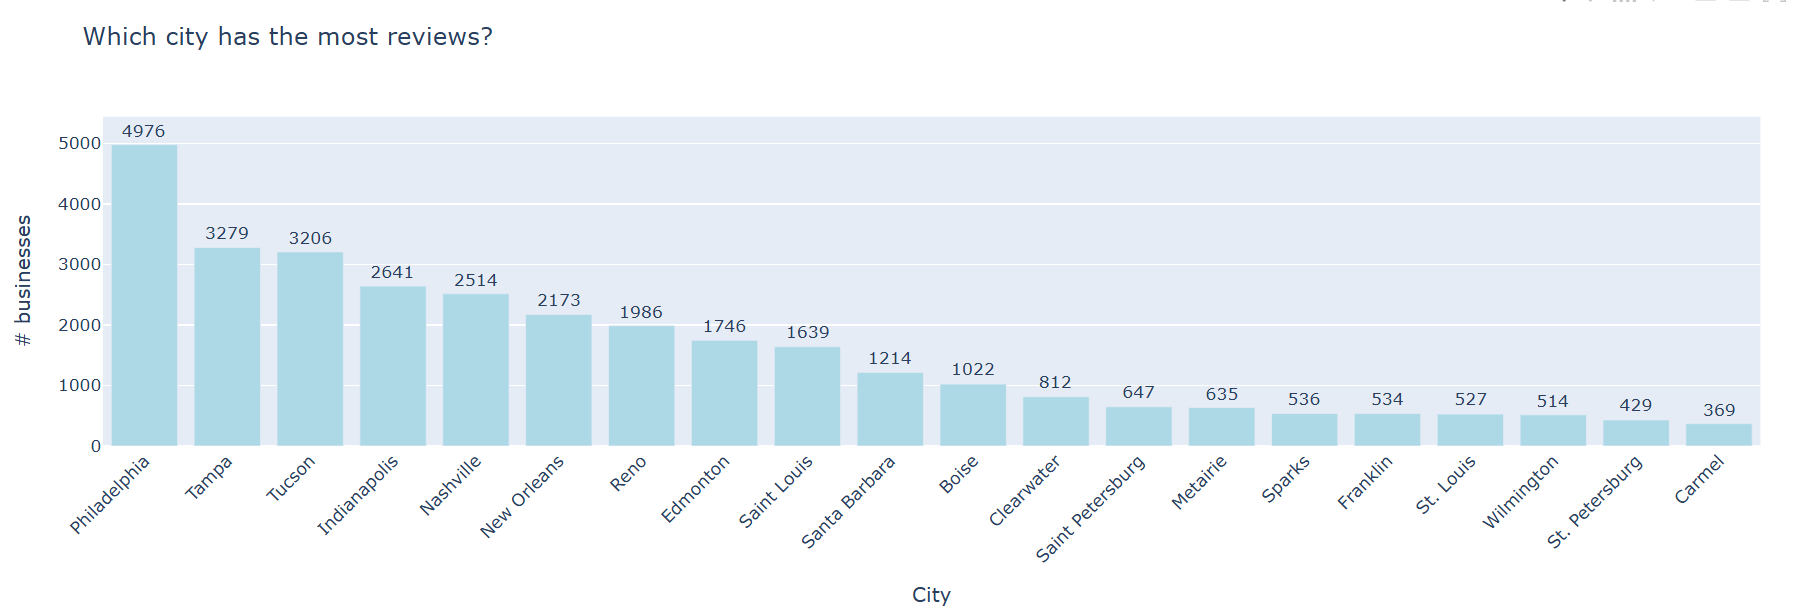 Which city has the most reviews?
# businesses
5000
4000
3000
2000
1000
0
4976
3279
3206
2641
2514
2173
1986
1746
1639
1214
1022
812
647
635
536
534
527
514
429
369
Philadelphia
Tampa
Tucson
Indianapolis
Nashville
New Orleans
Reno
Edmonton
Saint Louis
Santa Barbara
Boise
Clearwater
Saint Petersburg
Metairie
Sparks
Franklin
St. Louis
Wilmington
St. Petersburg
Carmel
City